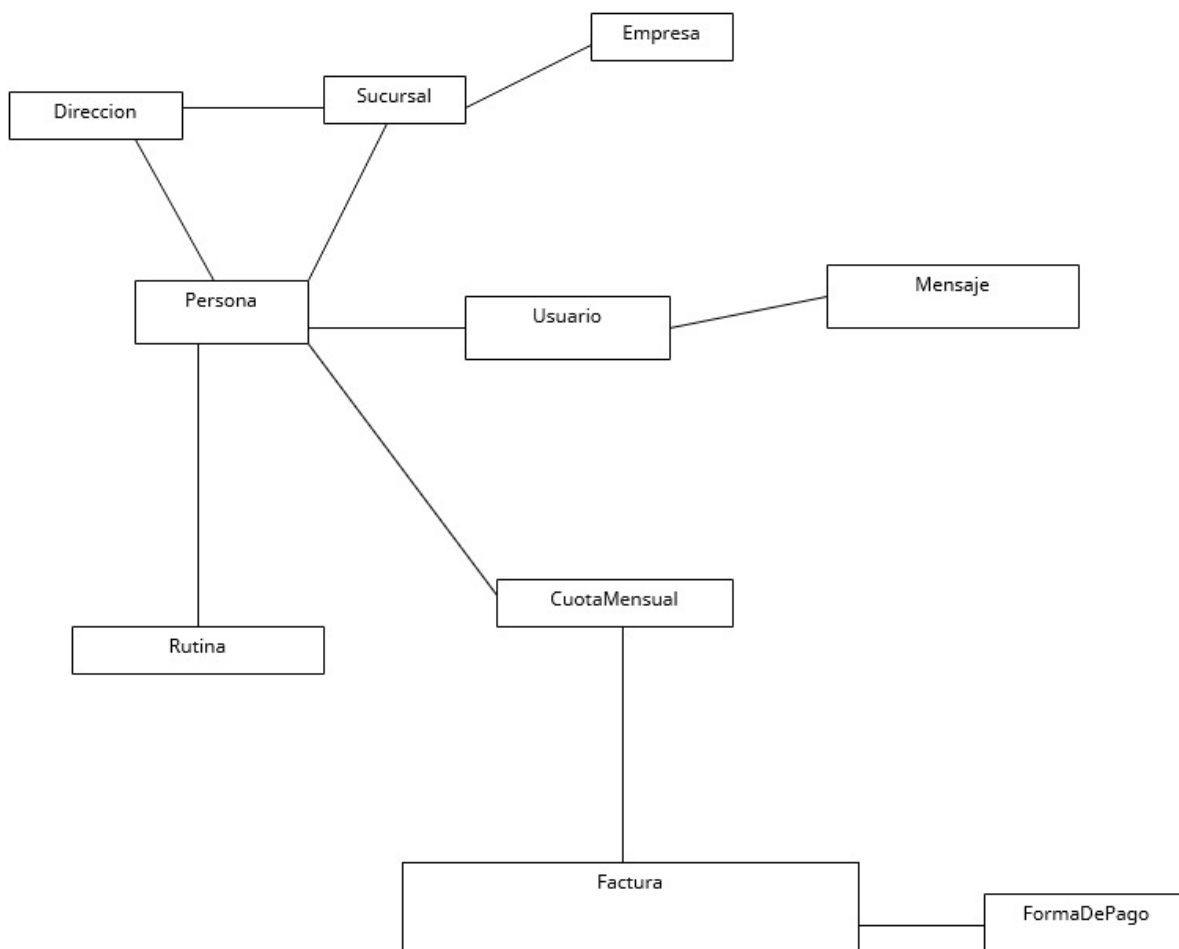 Empresa
Sucursal
Direccion
Persona
Usuario
Mensaje
CuotaMensual
Rutina
Factura
FormaDePago